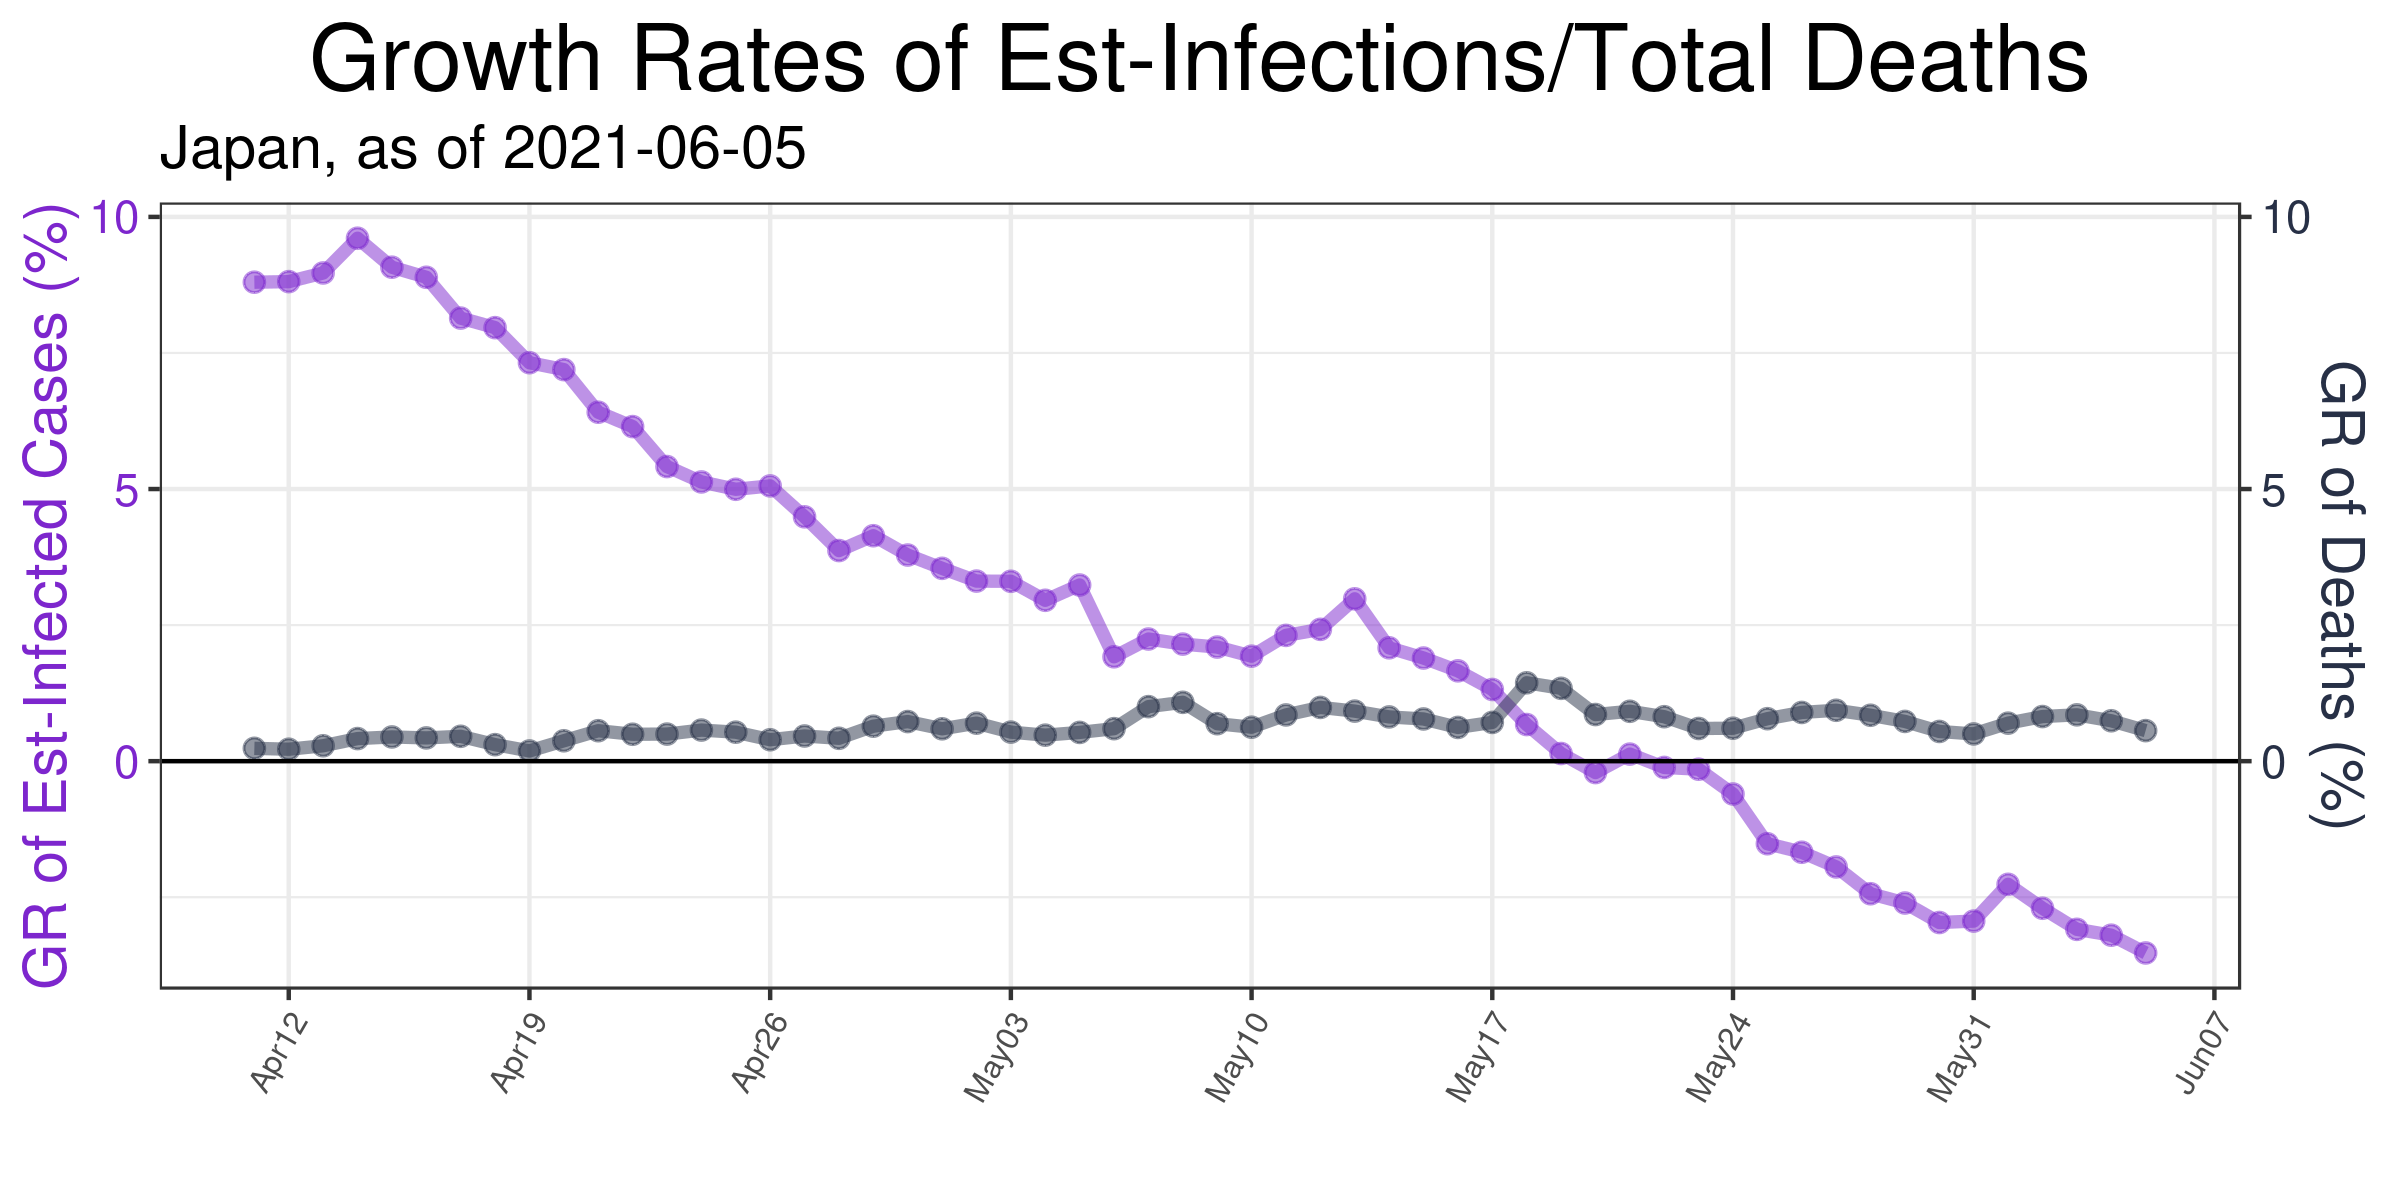 Growth Rates of Est-Infections/Total Deaths
Japan, as of 2021-06-05
GR of Est-Infected Cases (%)
10
5
0
10
5
0
GR of Deaths (%)
Apr12
Apr19
Apr26
May03
May10
May17
May24
May31
Jun07